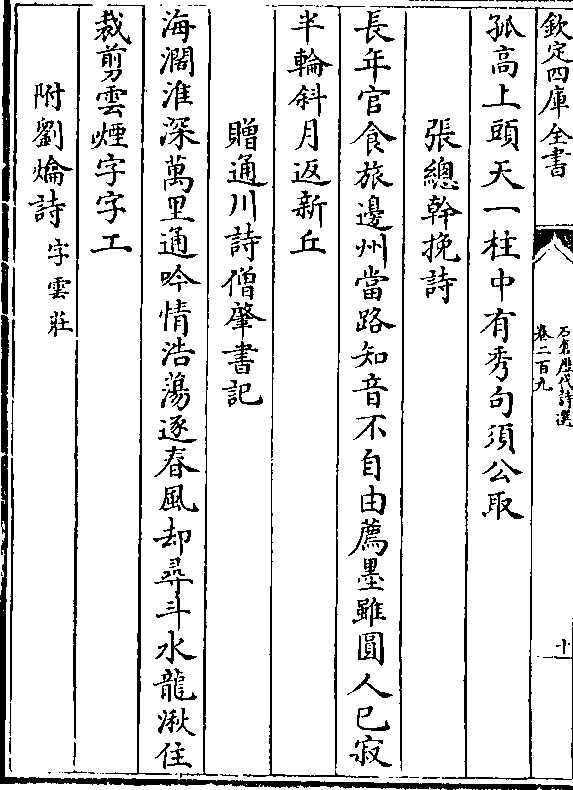 欽定四庫全書
石倉歷代詩選
卷二百九
十
孤高上頭天一柱中有秀句須公取
張總幹挽詩
長年官食旅邊州當路知音不自由薦墨雖圓人已寂
半輪斜月返新丘
贈通川詩僧肇書記
海濶淮深萬里通吟情浩蕩逐春風却尋斗水龍湫住
裁剪雲煙字字工
附劉爚詩字雲莊